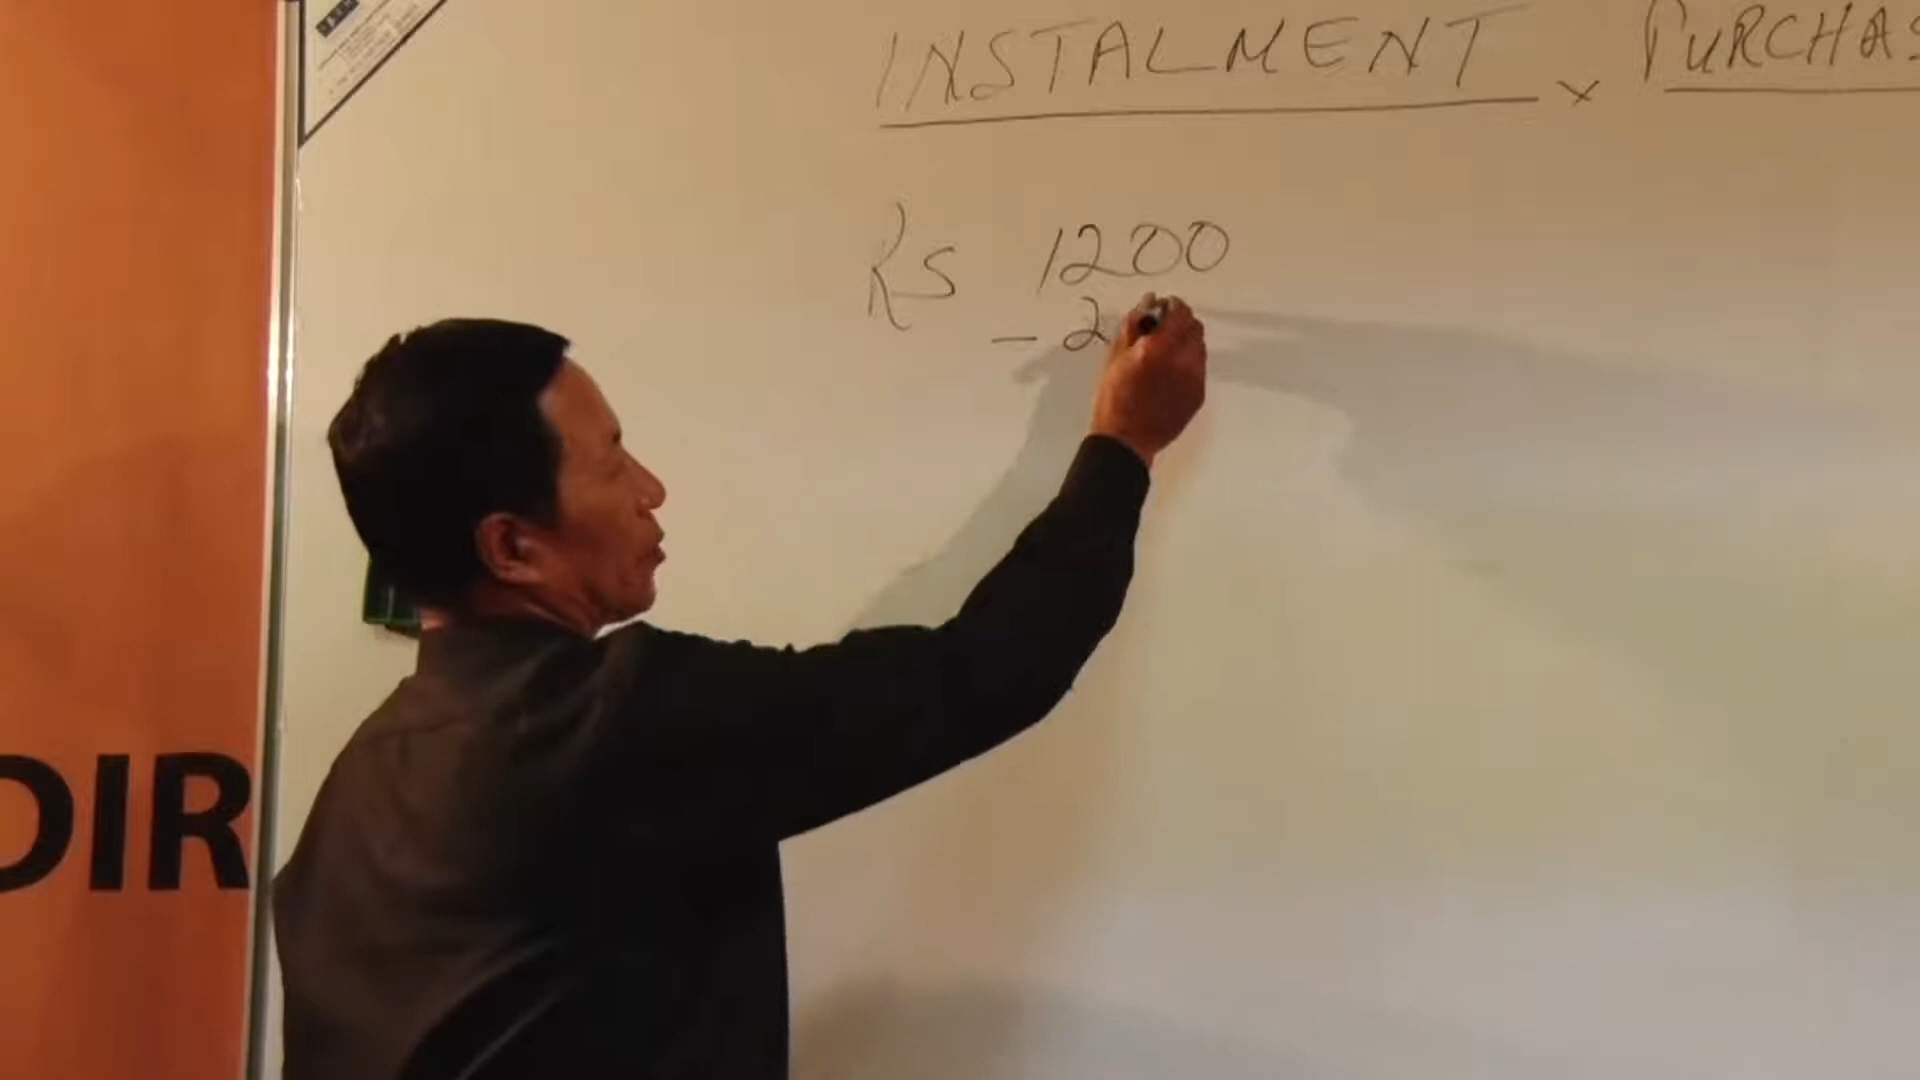 INSTALMENT x PURCHAS
Rs 1200
- 2
DIR